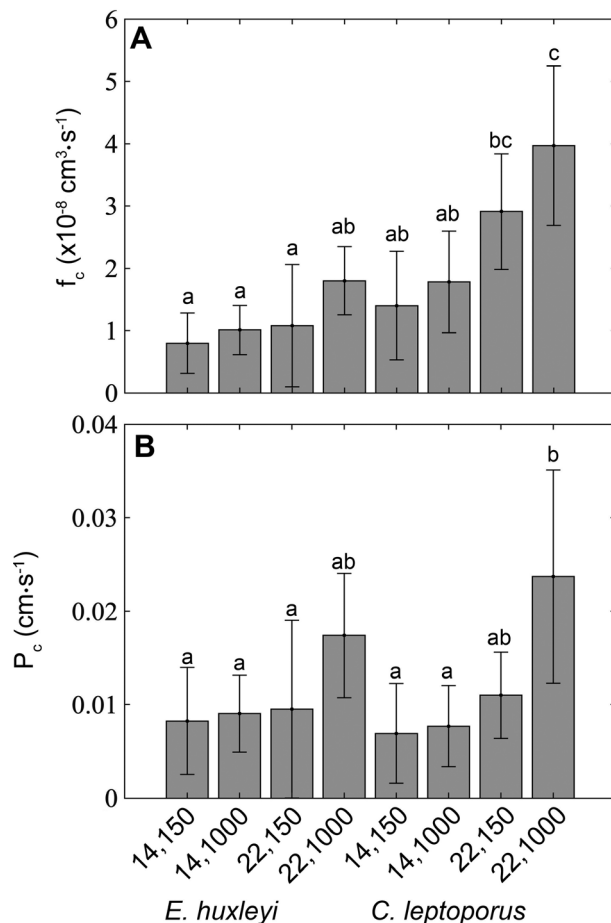 A
f_c (x10⁻⁸ cm³·s⁻¹)
6
5
4
3
2
1
0
a
a
a
ab
ab
ab
bc
c
B
P_c (cm·s⁻¹)
0.04
0.03
0.02
0.01
0
a
a
a
ab
a
a
ab
b
14,150
14,1000
22,150
22,1000
14,150
14,1000
22,150
22,1000
E. huxleyi
C. leptoporus